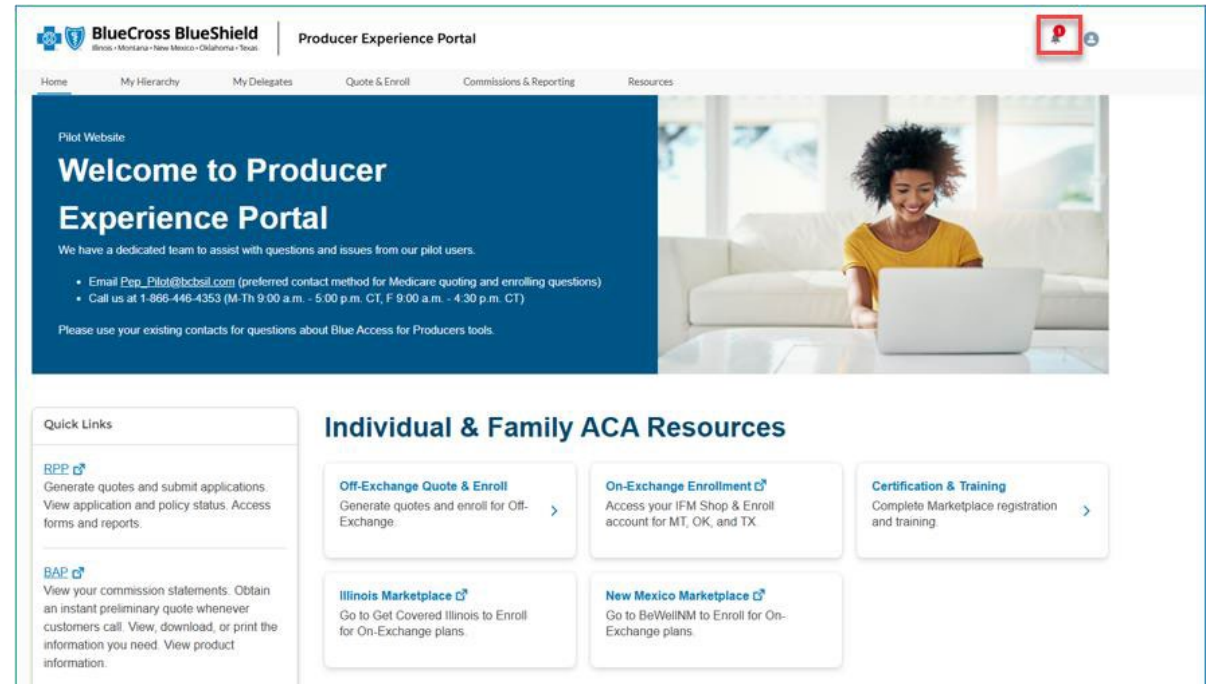 BlueCross BlueShield
Illinois • Montana • New Mexico • Oklahoma • Texas
Producer Experience Portal
1
Home
My Hierarchy
My Delegates
Quote & Enroll
Commissions & Reporting
Resources
Pilot Website
Welcome to Producer
Experience Portal
We have a dedicated team to assist with questions and issues from our pilot users.
• Email Pep_Pilot@bcbsil.com (preferred contact method for Medicare quoting and enrolling questions)
• Call us at 1-866-446-4353 (M-Th 9:00 a.m. - 5:00 p.m. CT, F 9:00 a.m. - 4:30 p.m. CT)
Please use your existing contacts for questions about Blue Access for Producers tools.
Quick Links
RPP
Generate quotes and submit applications.
View application and policy status. Access
forms and reports.
BAP
View your commission statements. Obtain
an instant preliminary quote whenever
customers call. View, download, or print the
information you need. View product
information.
Individual & Family ACA Resources
Off-Exchange Quote & Enroll
Generate quotes and enroll for Off-
Exchange.
On-Exchange Enrollment
Access your IFM Shop & Enroll
account for MT, OK, and TX.
Certification & Training
Complete Marketplace registration
and training.
Illinois Marketplace
Go to Get Covered Illinois to Enroll
for On-Exchange plans.
New Mexico Marketplace
Go to BeWellNM to Enroll for On-
Exchange plans.